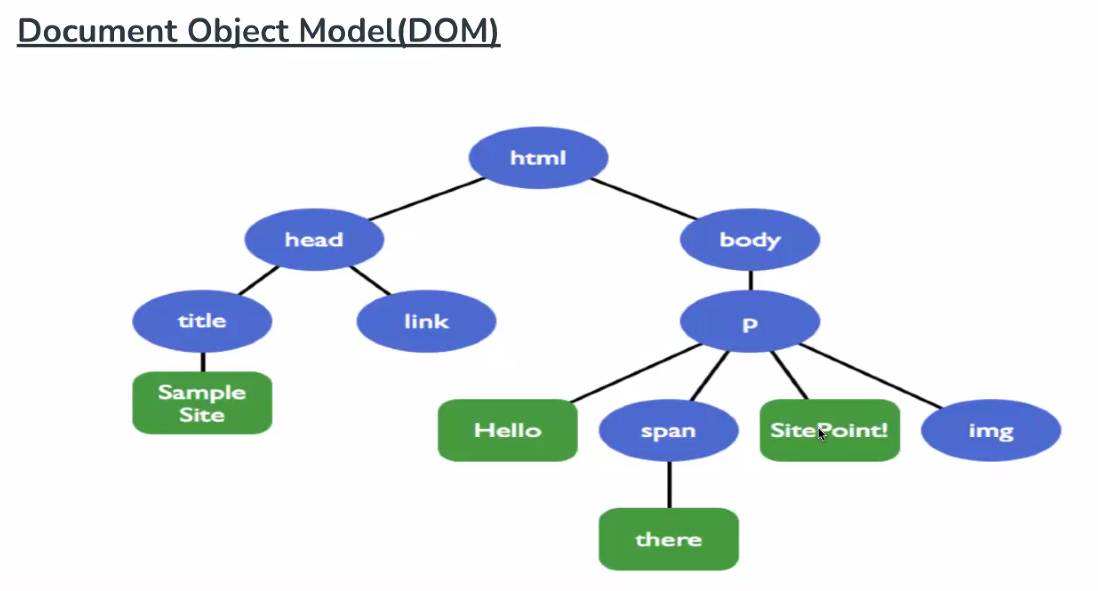 Document Object Model(DOM)
html
head
body
title
link
p
Sample
Site
Hello
span
SitePoint!
img
there